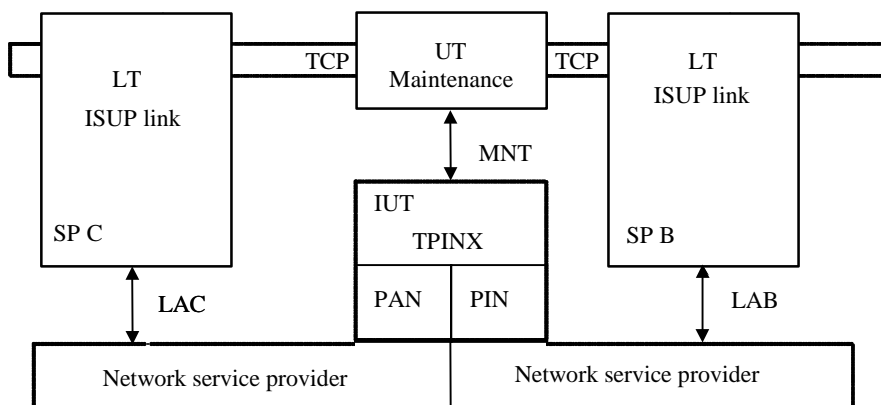 LT
ISUP link
SP C
TCP
UT
Maintenance
TCP
LT
ISUP link
SP B
MNT
IUT
TPINX
PAN
PIN
LAC
LAB
Network service provider
Network service provider